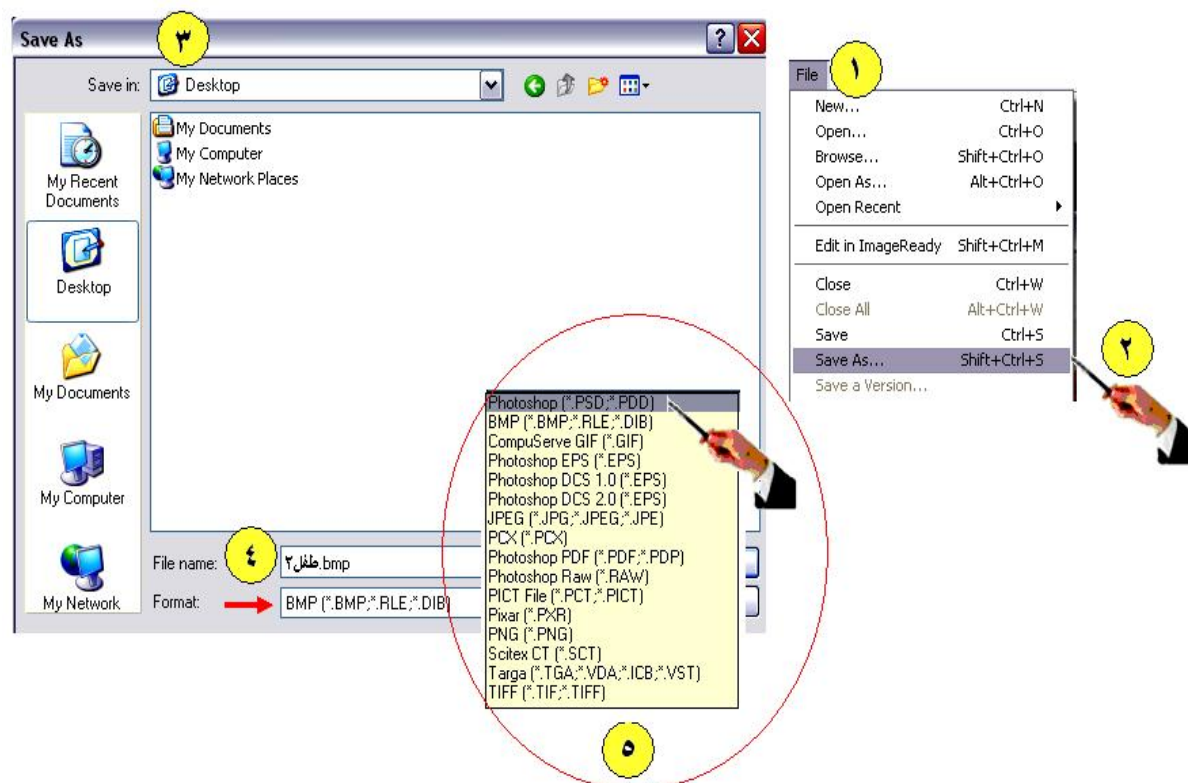 Save As
٣
Save in:
Desktop
My Documents
My Computer
My Network Places
My Recent
Documents
Desktop
My Documents
My Computer
My Network
File name:
٤
طفل٢.bmp
Format:
BMP (*.BMP;*.RLE;*.DIB)
Photoshop (*.PSD;*.PDD)
BMP (*.BMP;*.RLE;*.DIB)
CompuServe GIF (*.GIF)
Photoshop EPS (*.EPS)
Photoshop DCS 1.0 (*.EPS)
Photoshop DCS 2.0 (*.EPS)
JPEG (*.JPG;*.JPEG;*.JPE)
PCX (*.PCX)
Photoshop PDF (*.PDF;*.PDP)
Photoshop Raw (*.RAW)
PICT File (*.PCT;*.PICT)
Pixar (*.PXR)
PNG (*.PNG)
Scitex CT (*.SCT)
Targa (*.TGA;*.VDA;*.ICB;*.VST)
TIFF (*.TIF;*.TIFF)
٥
File
١
New... Ctrl+N
Open... Ctrl+O
Browse... Shift+Ctrl+O
Open As... Alt+Ctrl+O
Open Recent
Edit in ImageReady Shift+Ctrl+M
Close Ctrl+W
Close All Alt+Ctrl+W
Save Ctrl+S
Save As... Shift+Ctrl+S
Save a Version...
٢